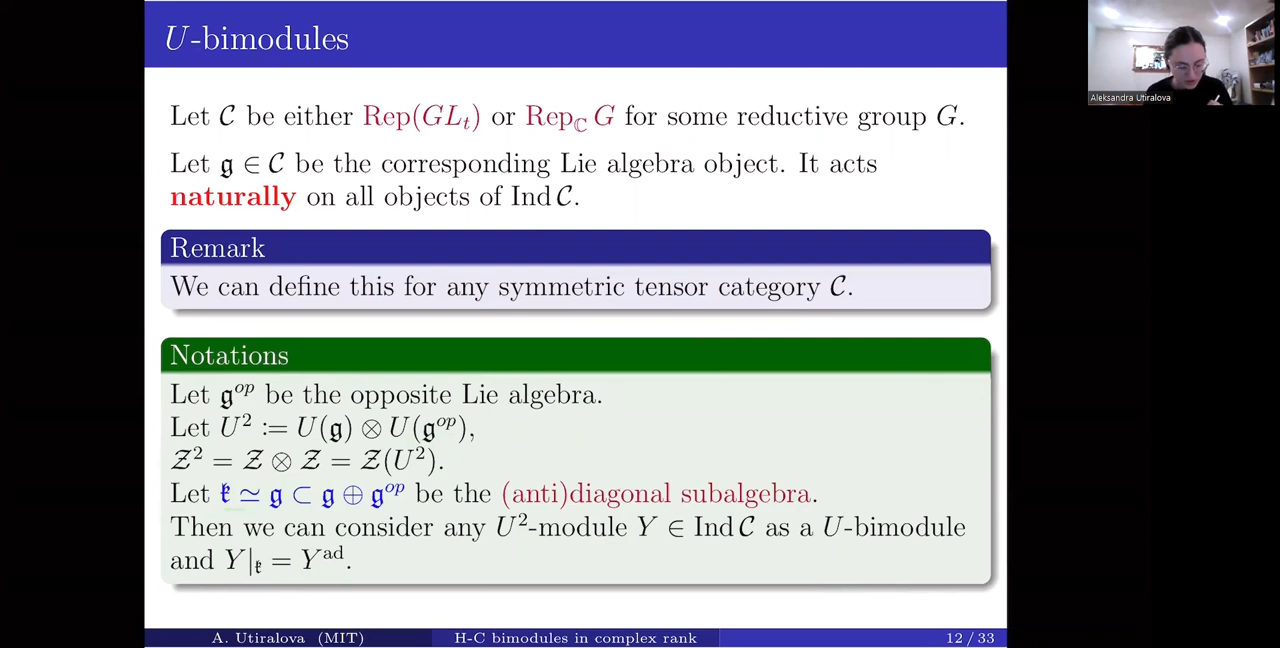 U-bimodules
Let 𝒞 be either Rep(GL_t) or Rep_ℂ G for some reductive group G.
Let 𝔤 ∈ 𝒞 be the corresponding Lie algebra object. It acts
naturally on all objects of Ind 𝒞.
Remark
We can define this for any symmetric tensor category 𝒞.
Notations
Let 𝔤^{op} be the opposite Lie algebra.
Let U² := U(𝔤) ⊗ U(𝔤^{op}),
𝒵² = 𝒵 ⊗ 𝒵 = 𝒵(U²).
Let 𝔨 ≃ 𝔤 ⊂ 𝔤 ⊕ 𝔤^{op} be the (anti)diagonal subalgebra.
Then we can consider any U²-module Y ∈ Ind 𝒞 as a U-bimodule
and Y|_𝔨 = Y^{ad}.
A. Utiralova (MIT)
H-C bimodules in complex rank
12 / 33
Aleksandra Utiralova